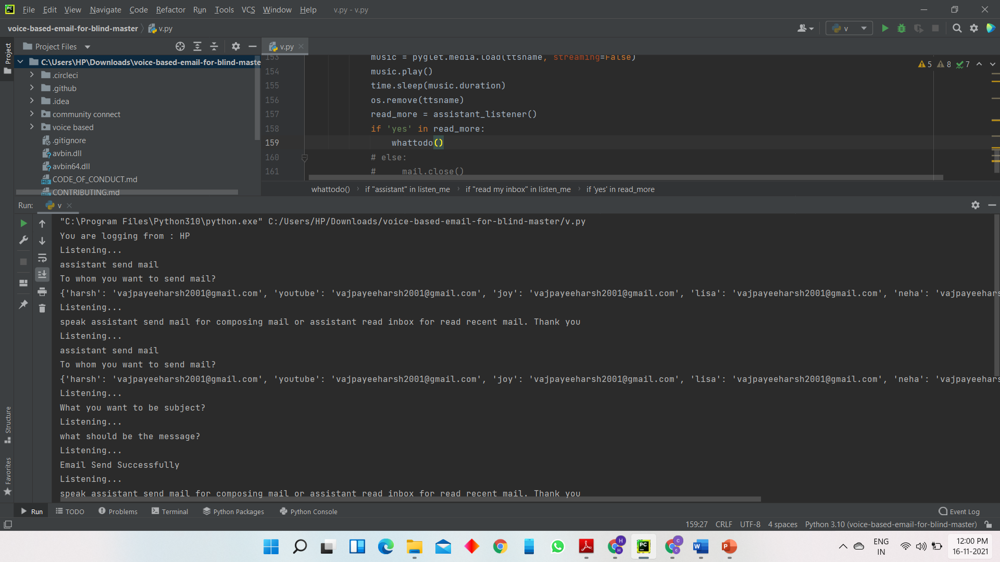 File Edit View Navigate Code Refactor Run Tools VCS Window Help v.py - v.py
voice-based-email-for-blind-master v.py
v
Project
Project Files
v.py
C:\Users\HP\Downloads\voice-based-email-for-blind-maste
.circleci
.github
.idea
community connect
voice based
.gitignore
avbin.dll
avbin64.dll
CODE_OF_CONDUCT.md
CONTRIBUTING.md
153 music = pyglet.media.load(ttsname, streaming=False)
154 music.play()
155 time.sleep(music.duration)
156 os.remove(ttsname)
157 read_more = assistant_listener()
158 if 'yes' in read_more:
159 whattodo()
160 # else:
161 # mail.close()
5 8 7
whattodo() if "assistant" in listen_me if "read my inbox" in listen_me if 'yes' in read_more
Run: v
"C:\Program Files\Python310\python.exe" C:/Users/HP/Downloads/voice-based-email-for-blind-master/v.py
You are logging from : HP
Listening...
assistant send mail
To whom you want to send mail?
{'harsh': 'vajpayeeharsh2001@gmail.com', 'youtube': 'vajpayeeharsh2001@gmail.com', 'joy': 'vajpayeeharsh2001@gmail.com', 'lisa': 'vajpayeeharsh2001@gmail.com', 'neha': 'vajpayeehars
Listening...
speak assistant send mail for composing mail or assistant read inbox for read recent mail. Thank you
Listening...
assistant send mail
To whom you want to send mail?
{'harsh': 'vajpayeeharsh2001@gmail.com', 'youtube': 'vajpayeeharsh2001@gmail.com', 'joy': 'vajpayeeharsh2001@gmail.com', 'lisa': 'vajpayeeharsh2001@gmail.com', 'neha': 'vajpayeehars
Listening...
What you want to be subject?
Listening...
what should be the message?
Listening...
Email Send Successfully
Listening...
speak assistant send mail for composing mail or assistant read inbox for read recent mail. Thank you
Structure
Favorites
Run TODO Problems Terminal Python Packages Python Console Event Log
159:27 CRLF UTF-8 4 spaces Python 3.10 (voice-based-email-for-blind-master)
ENG
IN
12:00 PM
16-11-2021